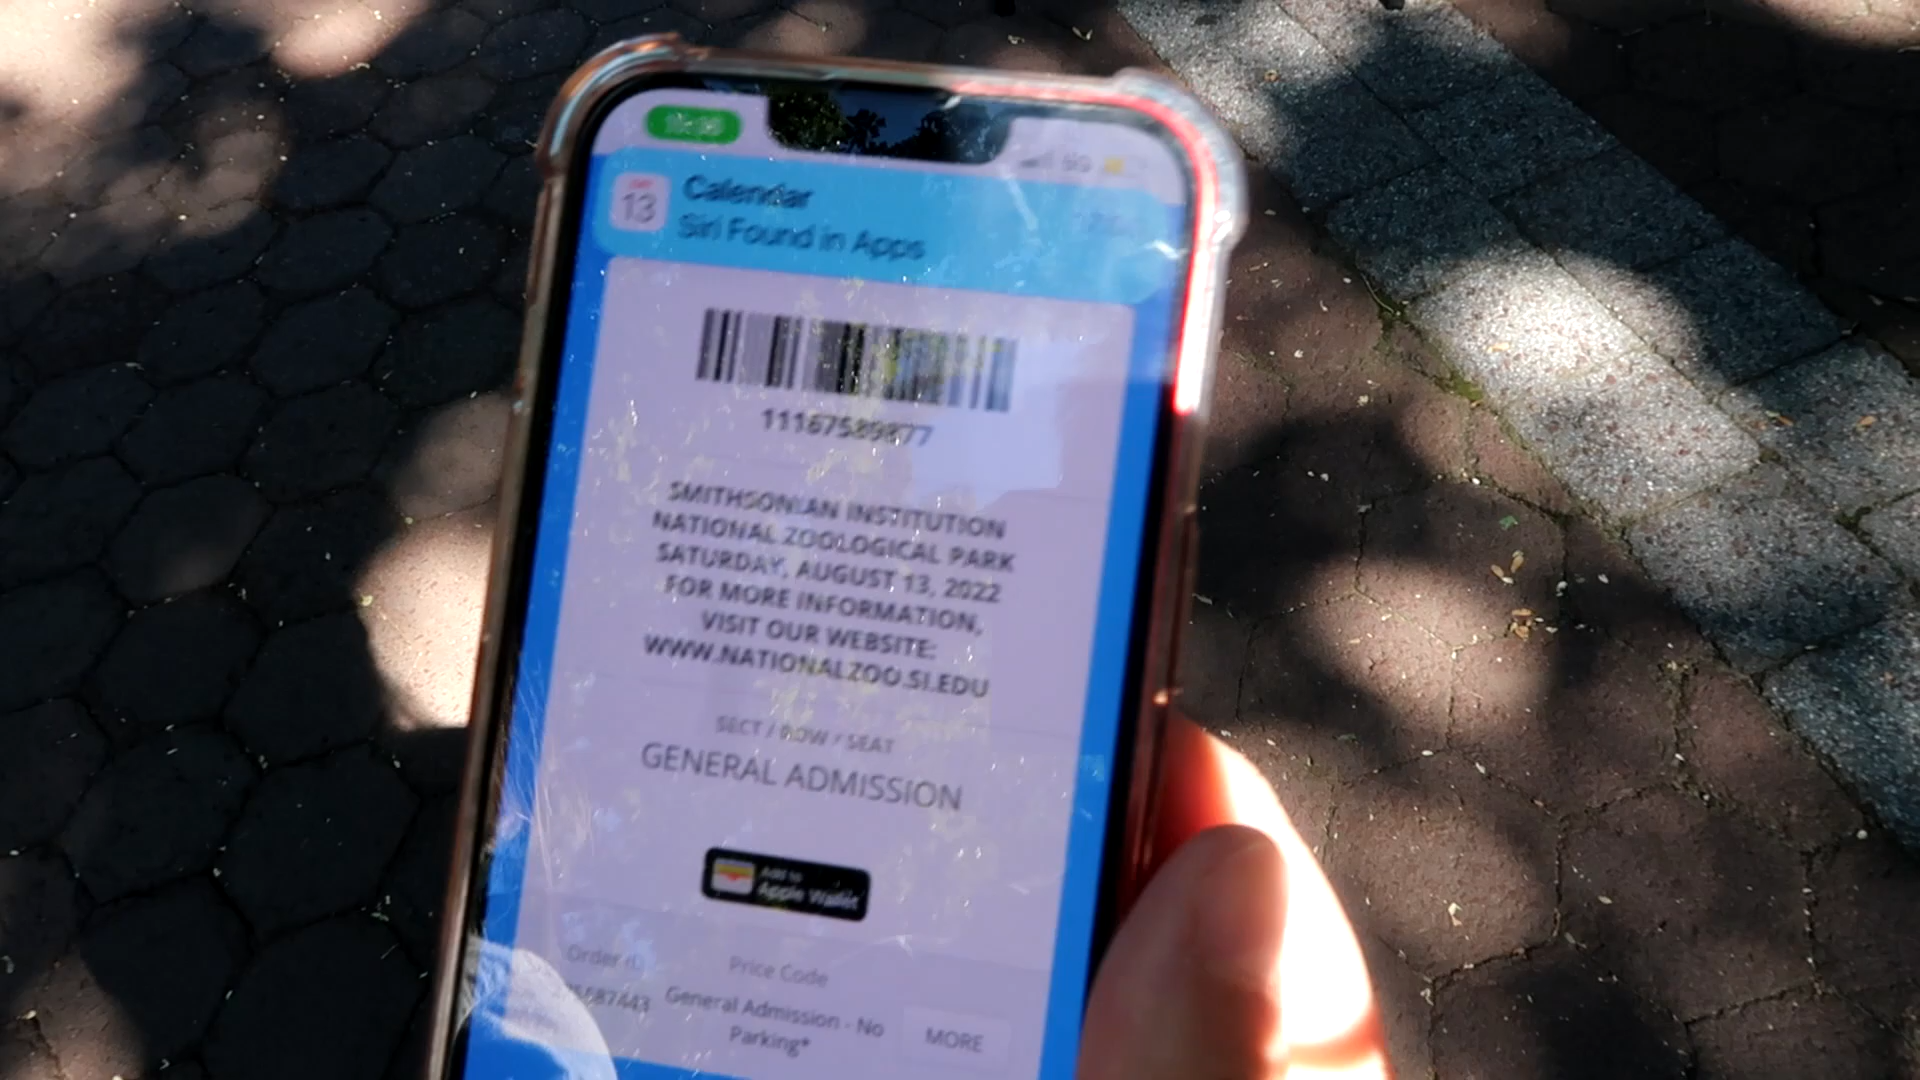 13
Calendar
Siri Found in Apps
11167589877
SMITHSONIAN INSTITUTION
NATIONAL ZOOLOGICAL PARK
SATURDAY, AUGUST 13, 2022
FOR MORE INFORMATION,
VISIT OUR WEBSITE:
WWW.NATIONALZOO.SI.EDU
SECT / ROW / SEAT
GENERAL ADMISSION
Add to
Apple Wallet
Order
Price Code
General Admission - No
Parking*
MORE